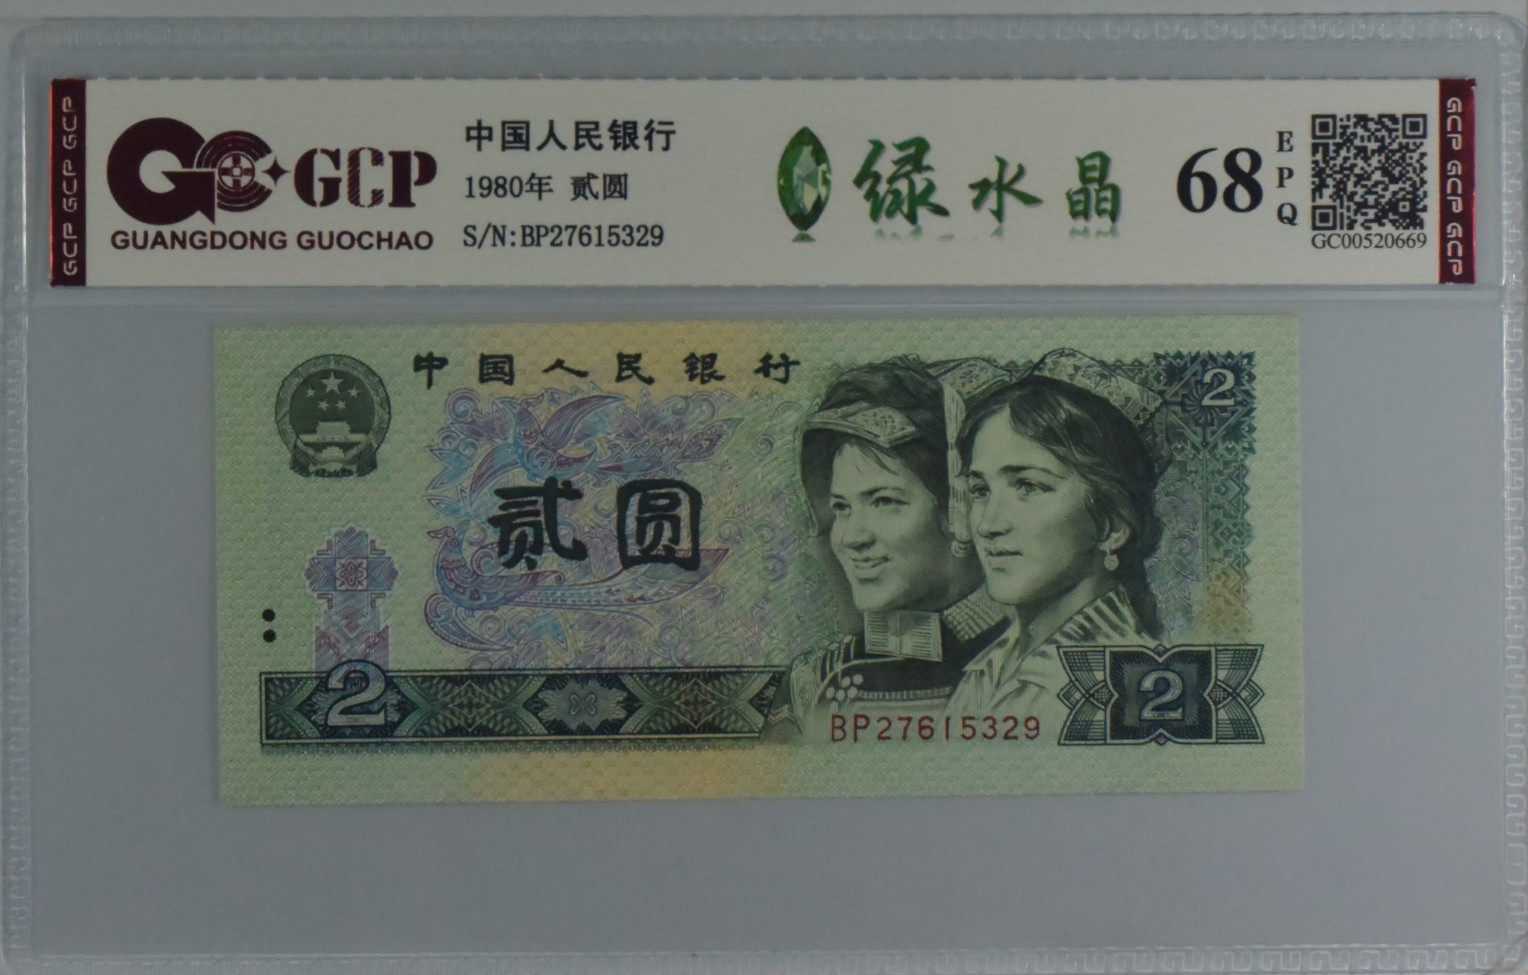 GCP
GUANGDONG GUOCHAO
中国人民银行
1980年 贰圆
S/N:BP27615329
绿水晶
68
EPQ
GC00520669
GCP GCP GCP
GCP GCP GCP
中国人民银行
2
贰圆
2
BP27615329
2